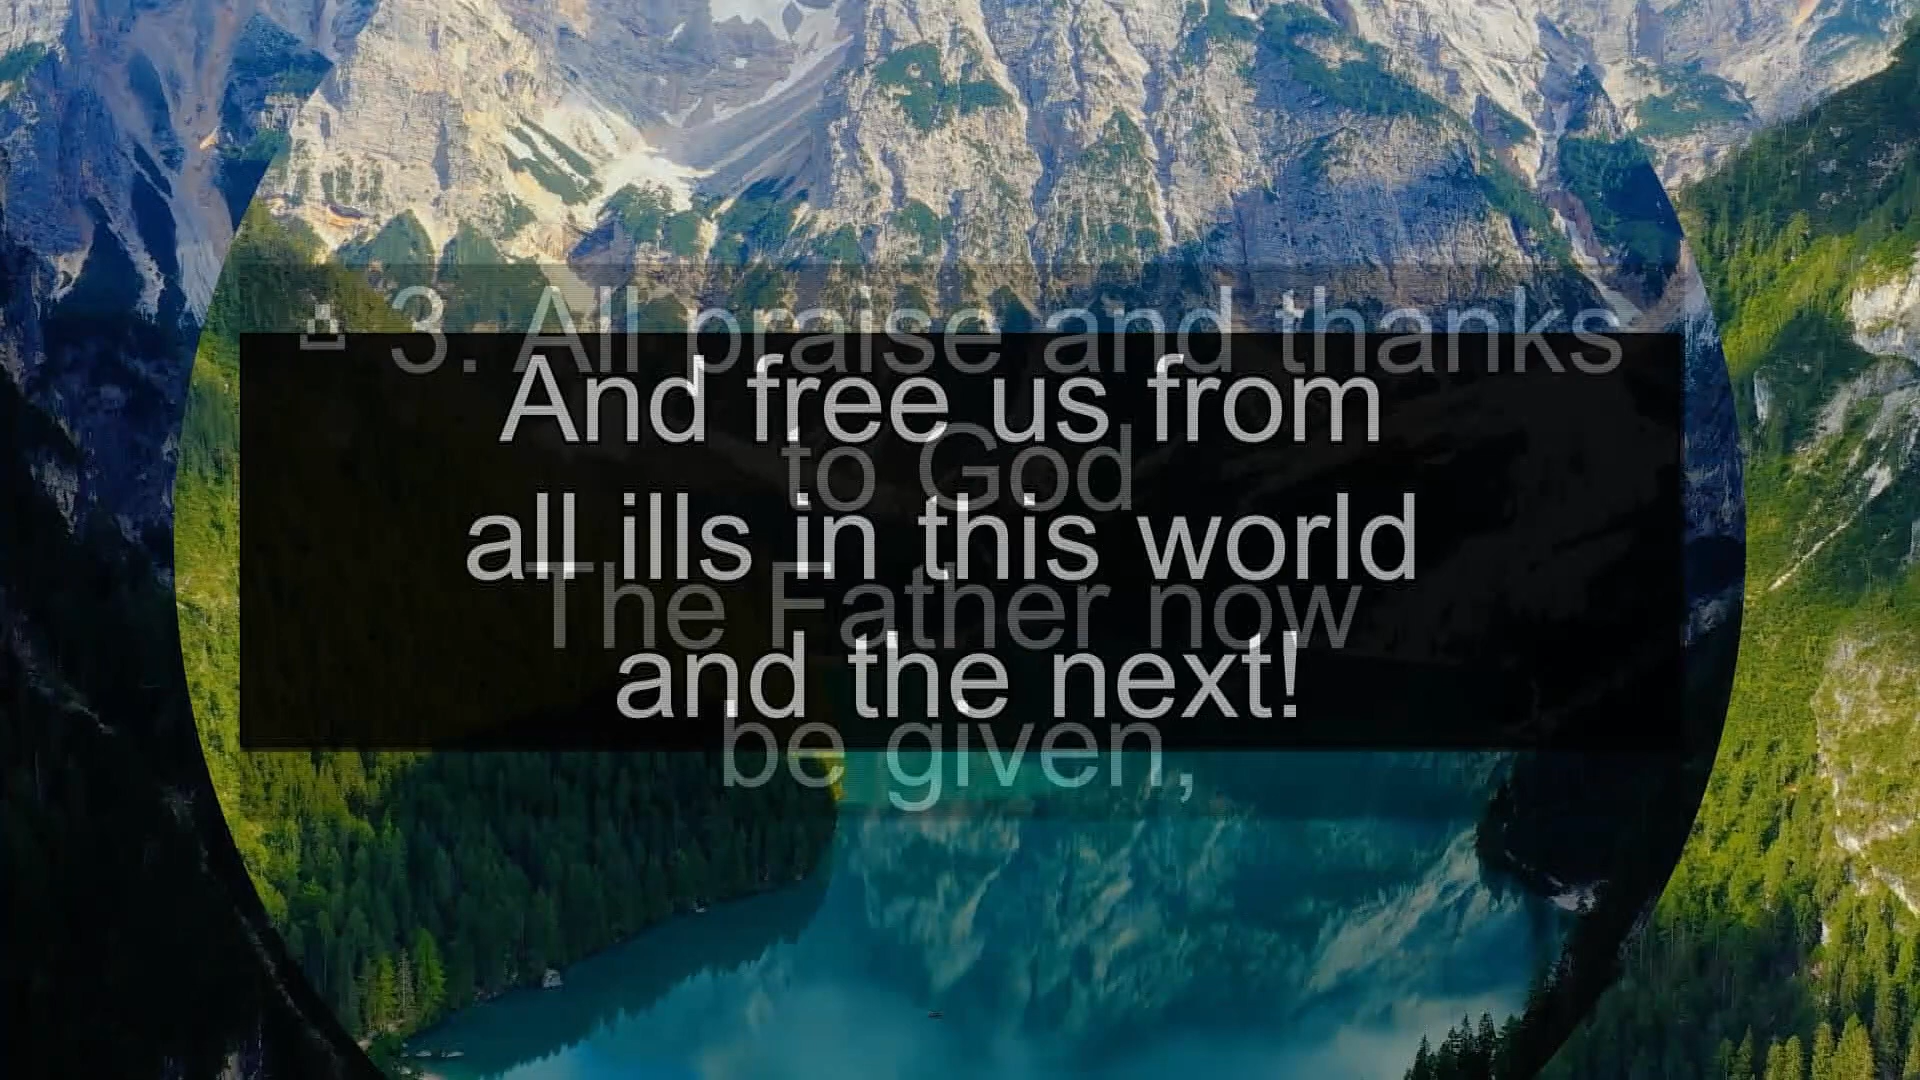 3. All praise and thanks
And free us from
to God
all ills in this world
The Father now
and the next!
be given,